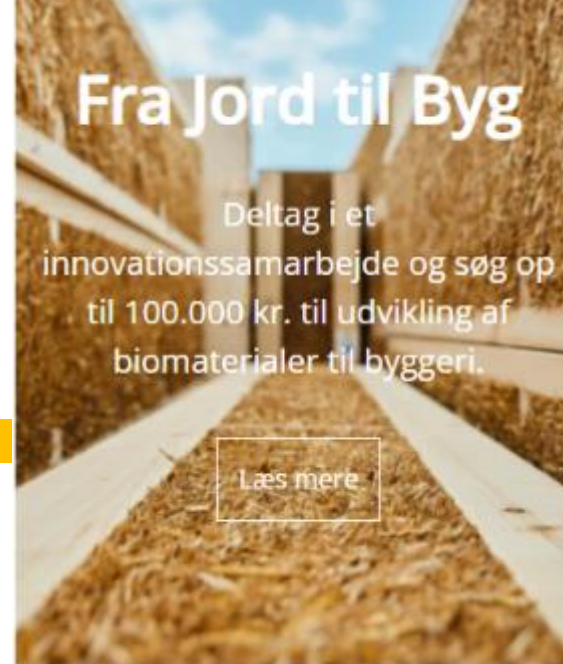 Fra Jord til Byg
Deltag i et
innovationssamarbejde og søg op
til 100.000 kr. til udvikling af
biomaterialer til byggeri.
Læs mere